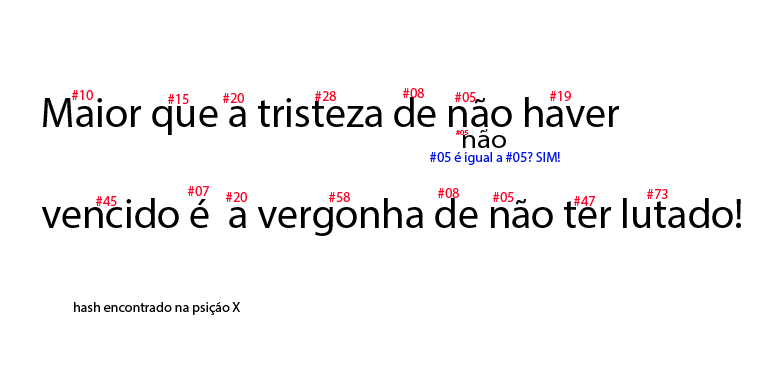 #10 #15 #20 #28 #08 #05 #19
Maior que a tristeza de não haver
#05 não
#05 é igual a #05? SIM!
#45 #07 #20 #58 #08 #05 #47 #73
vencido é a vergonha de não ter lutado!
hash encontrado na psição X